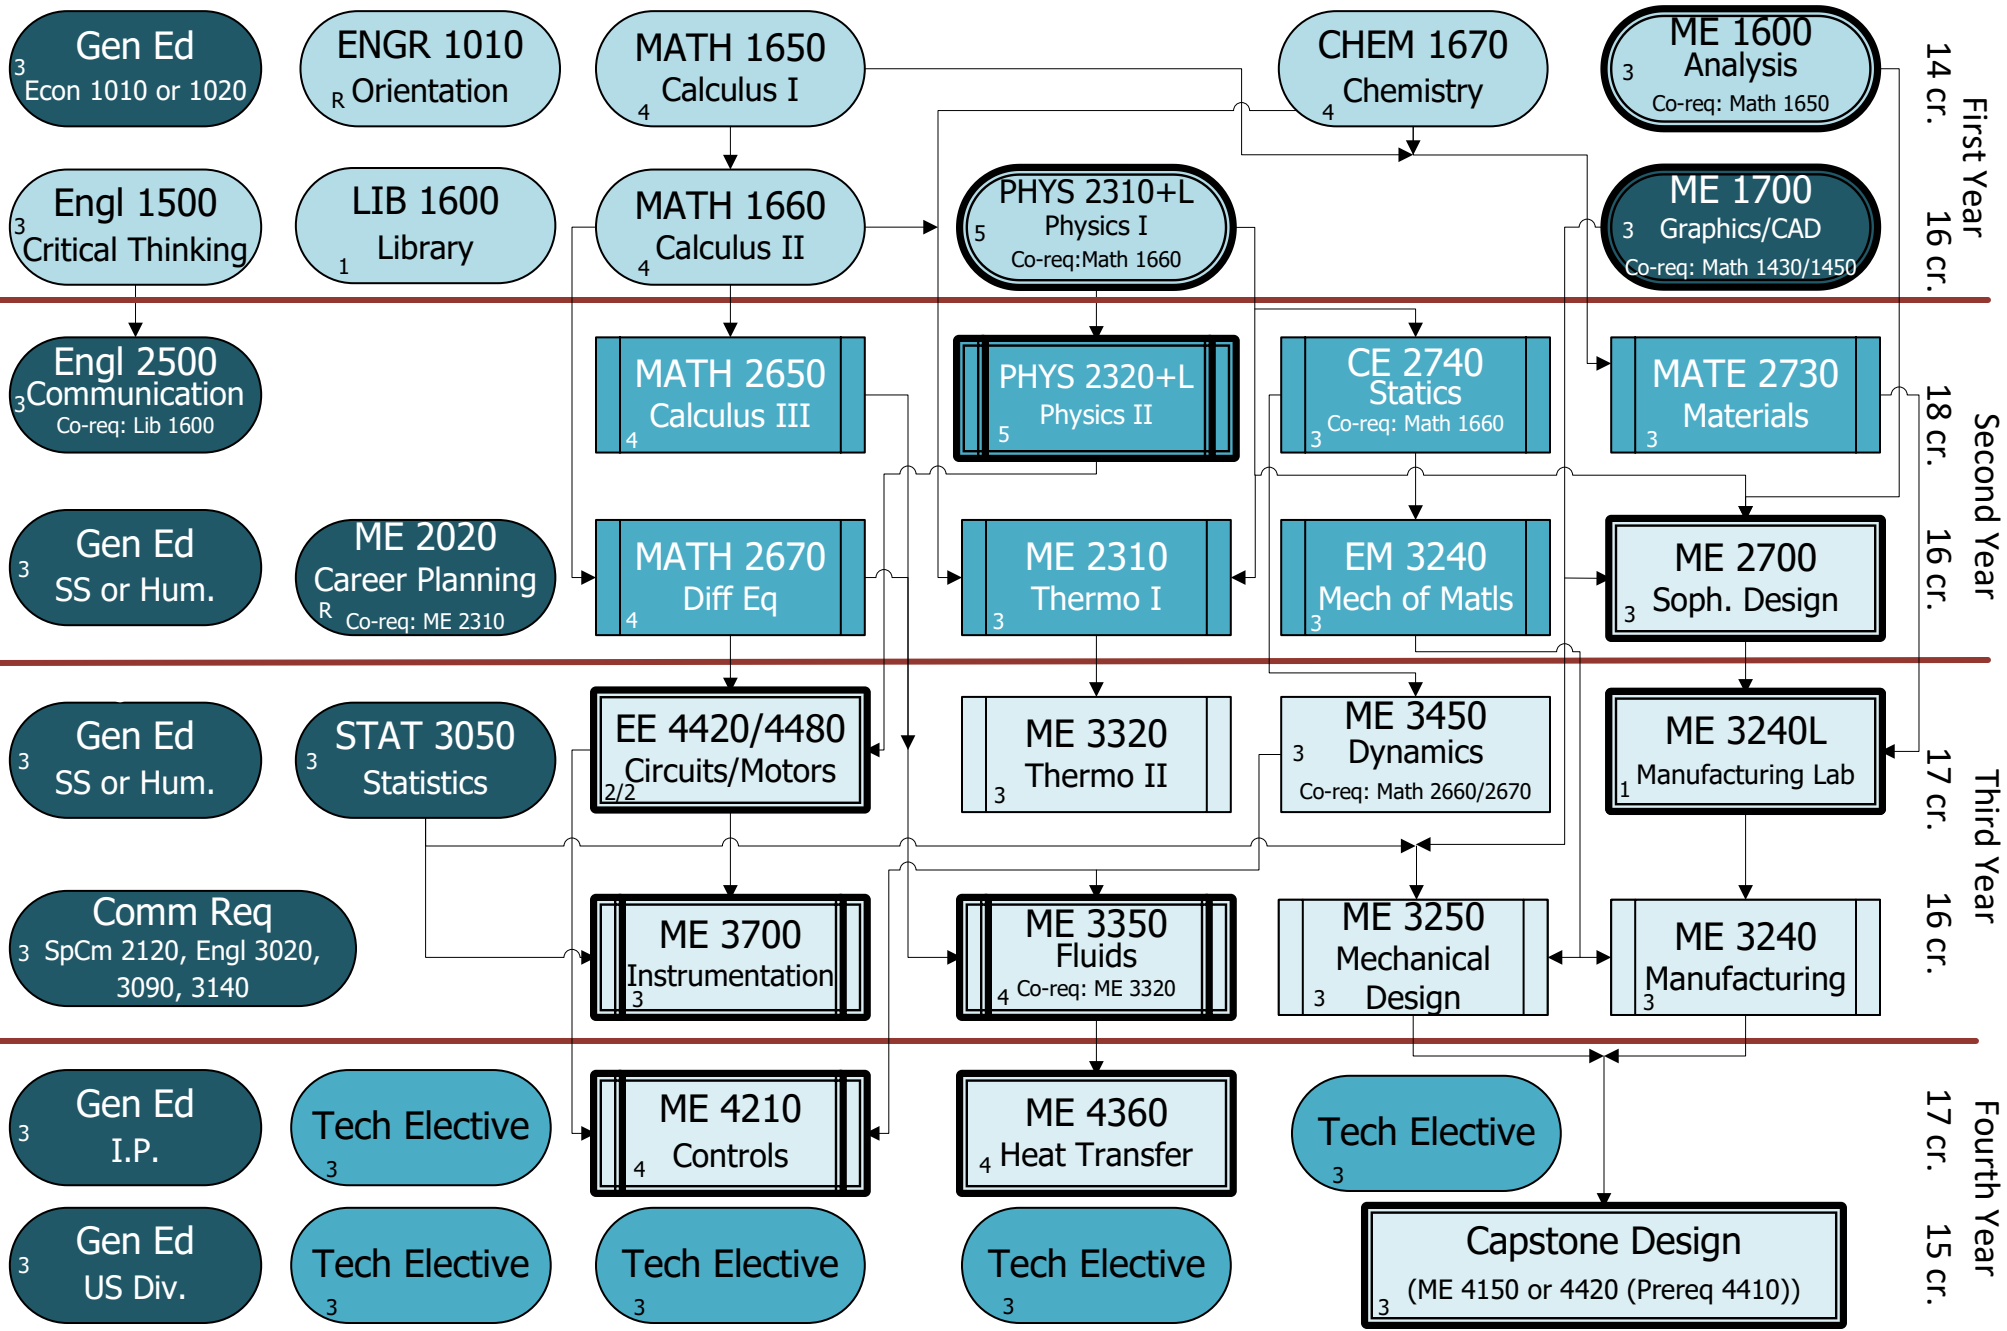 Gen Ed
3
Econ 1010 or 1020
ENGR 1010
R Orientation
MATH 1650
Calculus I
4
CHEM 1670
Chemistry
4
ME 1600
Analysis
3
Co-req: Math 1650
14 cr.
First Year
Engl 1500
3
Critical Thinking
LIB 1600
Library
1
MATH 1660
Calculus II
4
PHYS 2310+L
Physics I
5
Co-req:Math 1660
ME 1700
3 Graphics/CAD
Co-req: Math 1430/1450
16 cr.
Engl 2500
Communication
3
Co-req: Lib 1600
MATH 2650
Calculus III
4
PHYS 2320+L
Physics II
5
CE 2740
Statics
3 Co-req: Math 1660
MATE 2730
Materials
3
18 cr.
Second Year
Gen Ed
3
SS or Hum.
ME 2020
Career Planning
R Co-req: ME 2310
MATH 2670
Diff Eq
4
ME 2310
Thermo I
3
EM 3240
Mech of Matls
3
ME 2700
Soph. Design
3
16 cr.
Gen Ed
3
SS or Hum.
STAT 3050
3
Statistics
EE 4420/4480
Circuits/Motors
2/2
ME 3320
Thermo II
3
ME 3450
Dynamics
3
Co-req: Math 2660/2670
ME 3240L
Manufacturing Lab
1
17 cr.
Third Year
Comm Req
3 SpCm 2120, Engl 3020,
3090, 3140
ME 3700
Instrumentation
3
ME 3350
Fluids
4 Co-req: ME 3320
ME 3250
Mechanical
Design
3
ME 3240
Manufacturing
3
16 cr.
Gen Ed
3
I.P.
Tech Elective
3
ME 4210
Controls
4
ME 4360
Heat Transfer
4
Tech Elective
3
17 cr.
Fourth Year
Gen Ed
3
US Div.
Tech Elective
3
Tech Elective
3
Tech Elective
3
Capstone Design
(ME 4150 or 4420 (Prereq 4410))
3
15 cr.